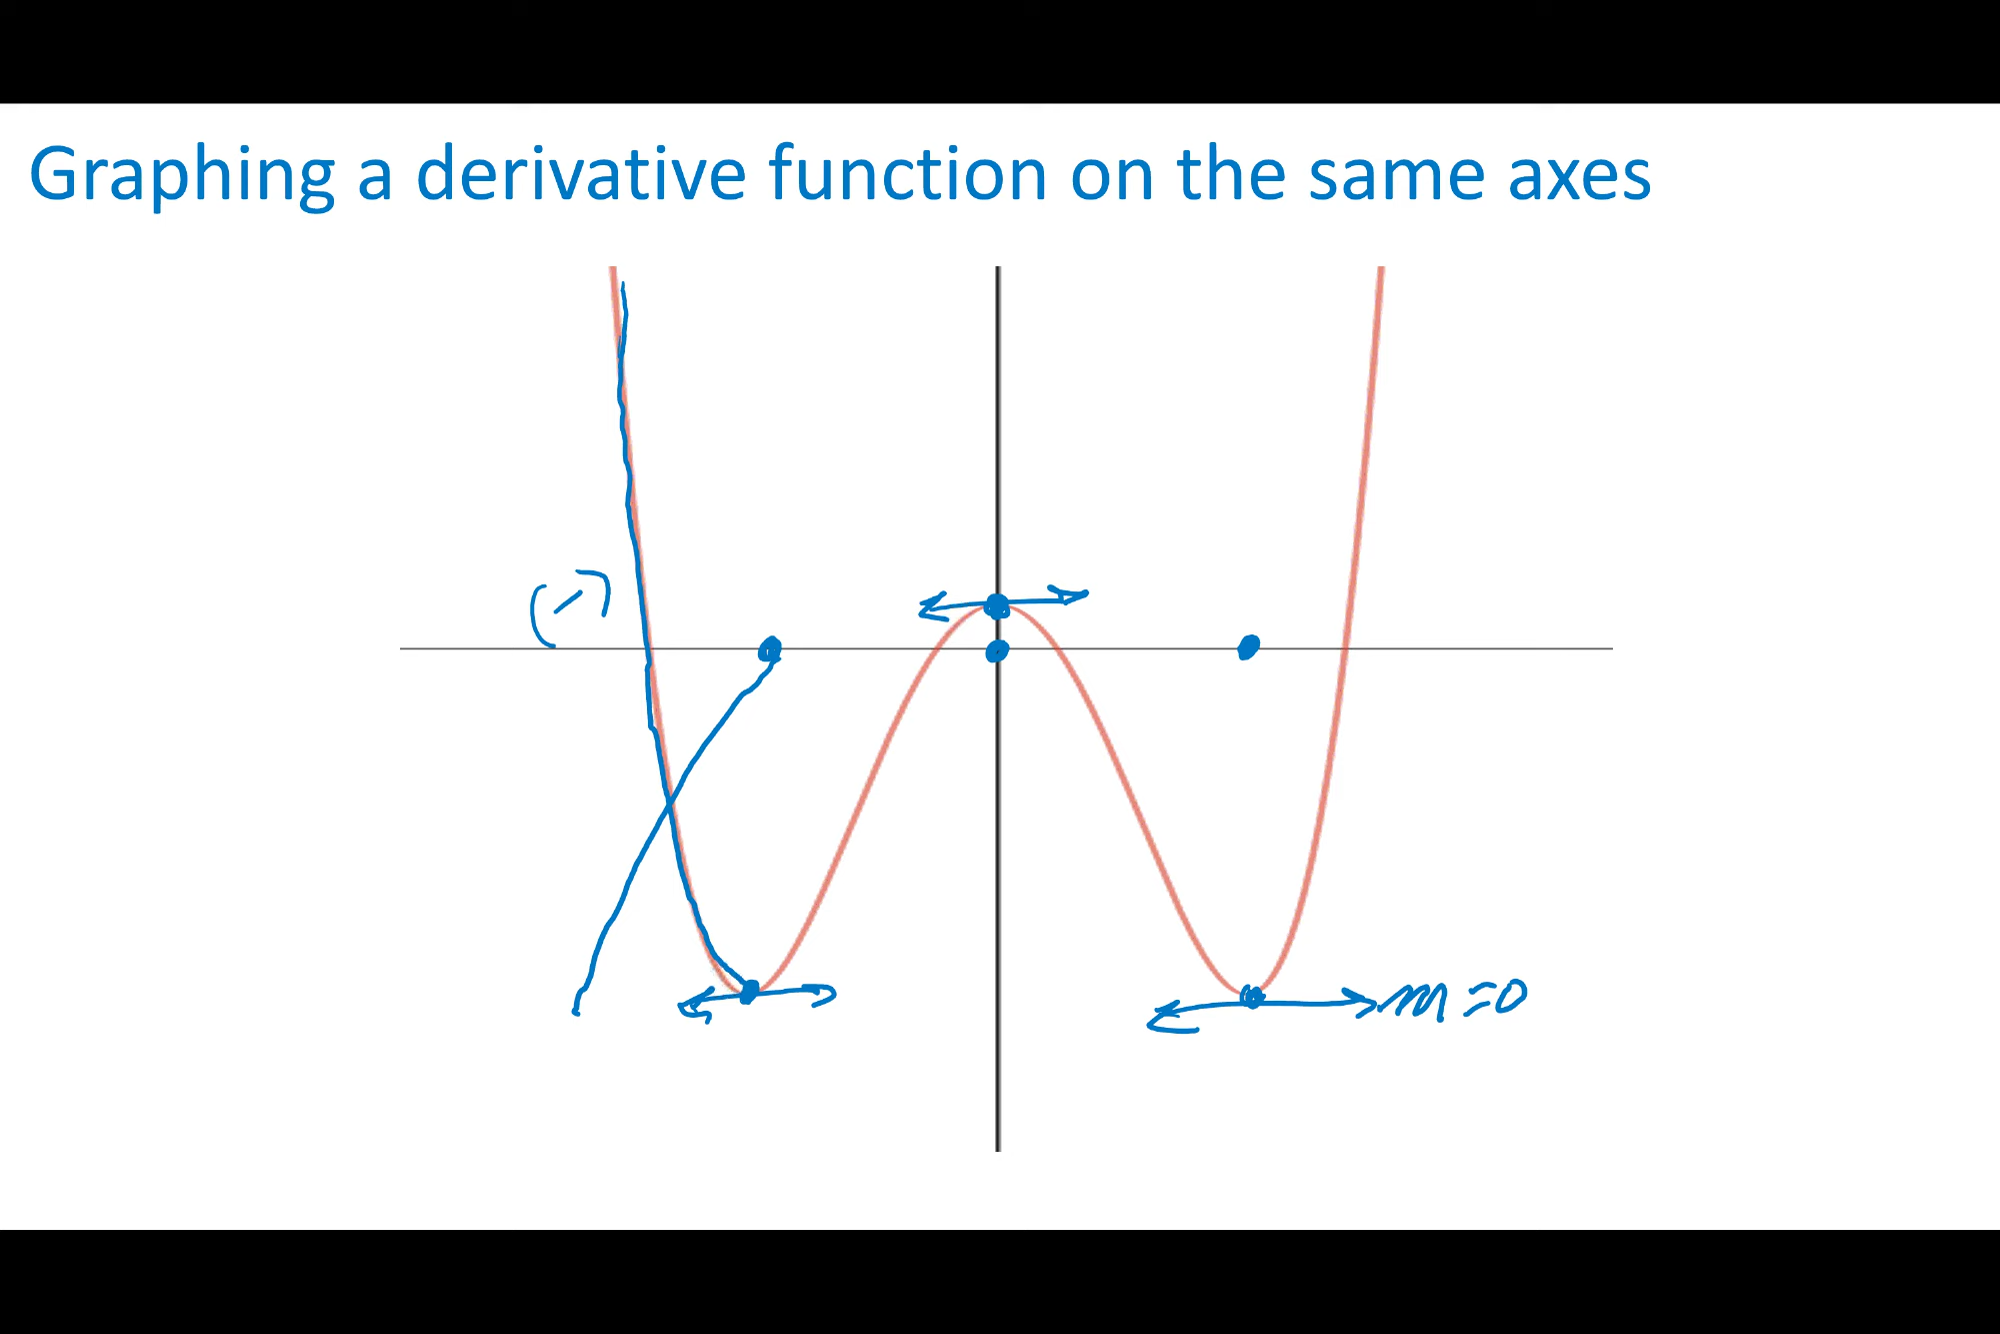 Graphing a derivative function on the same axes
(-)
m=0